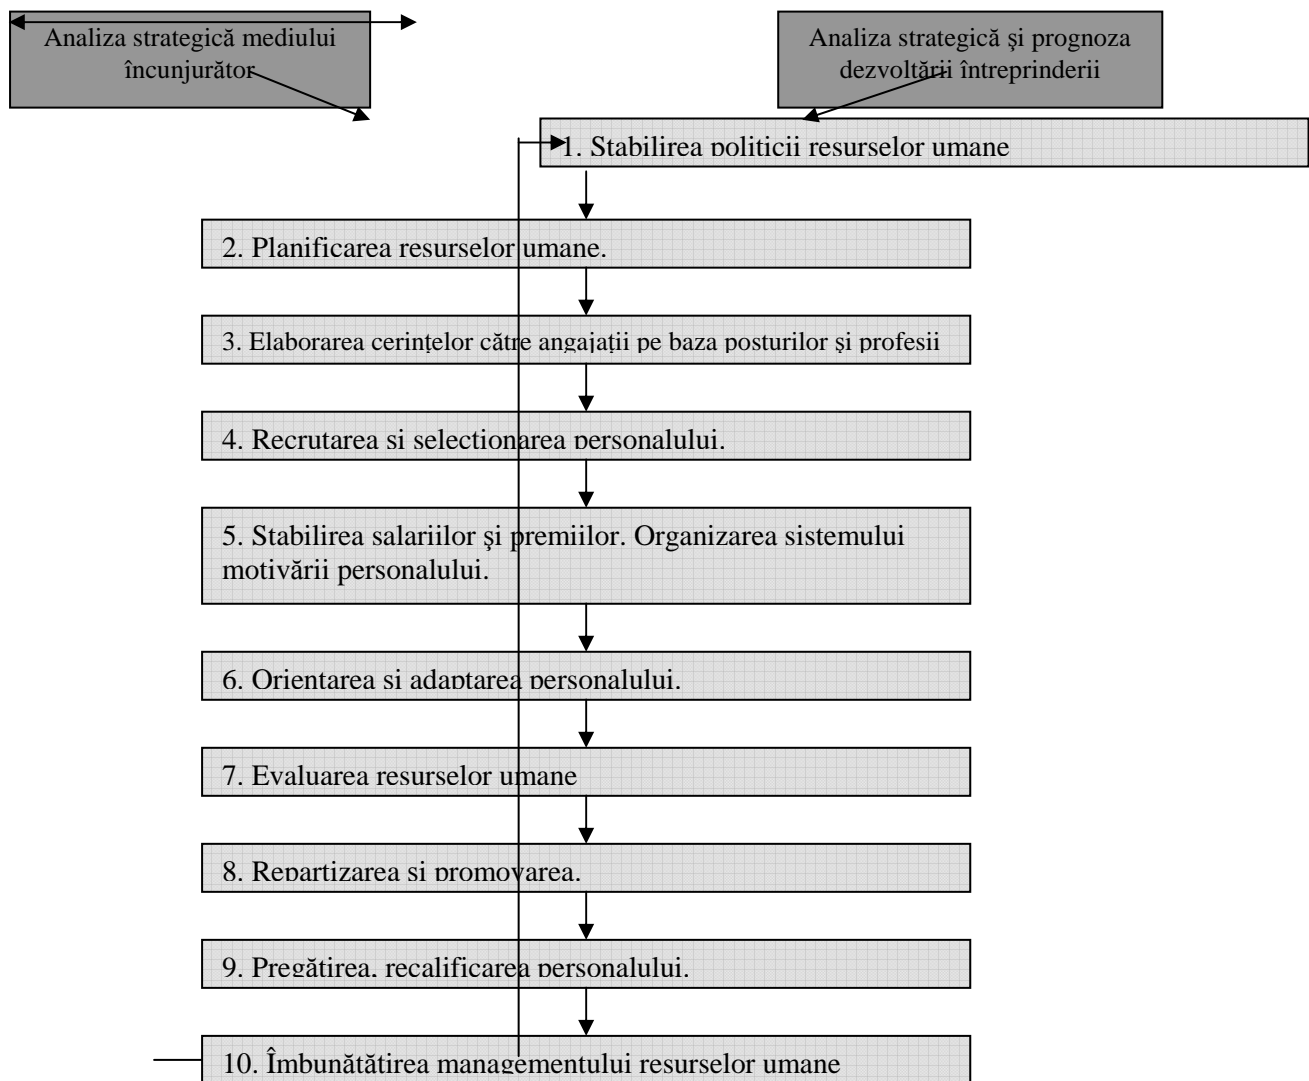 Analiza strategică mediului
încunjurător
Analiza strategică şi prognoza
dezvoltării întreprinderii
1. Stabilirea politicii resurselor umane
2. Planificarea resurselor umane.
3. Elaborarea cerinţelor către angajaţii pe baza posturilor şi profesii
4. Recrutarea si selectionarea personalului.
5. Stabilirea salariilor şi premiilor. Organizarea sistemului
motivării personalului.
6. Orientarea si adaptarea personalului.
7. Evaluarea resurselor umane
8. Repartizarea si promovarea.
9. Pregătirea, recalificarea personalului.
10. Îmbunătătirea managementului resurselor umane